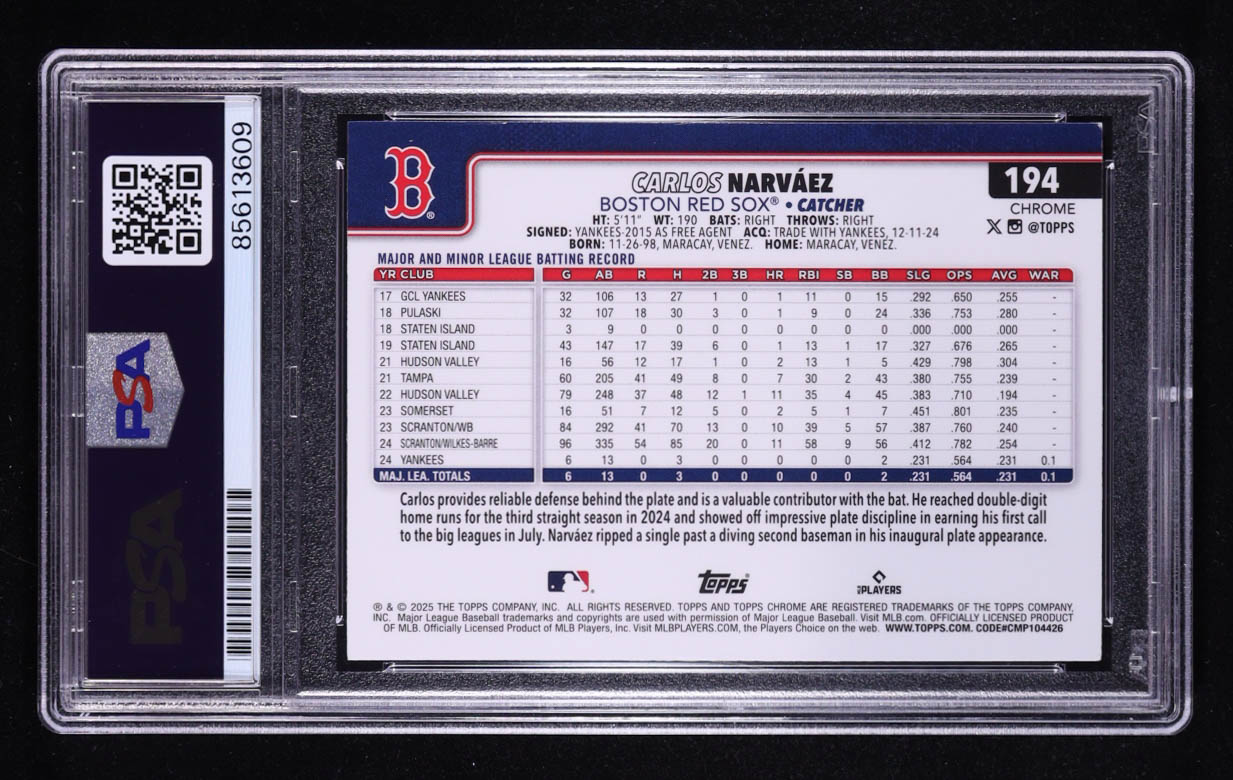 85613609
PSA
PSA
B
CARLOS NARVÁEZ
194
BOSTON RED SOX® • CATCHER
CHROME
HT: 5'11" WT: 190 BATS: RIGHT THROWS: RIGHT
X @TOPPS
SIGNED: YANKEES-2015 AS FREE AGENT ACQ: TRADE WITH YANKEES, 12-11-24
BORN: 11-26-98, MARACAY, VENEZ. HOME: MARACAY, VENEZ.
MAJOR AND MINOR LEAGUE BATTING RECORD
YR CLUB G AB R H 2B 3B HR RBI SB BB SLG OPS AVG WAR
17 GCL YANKEES 32 106 13 27 1 0 1 11 0 15 .292 .650 .255 -
18 PULASKI 32 107 18 30 3 0 1 9 0 24 .336 .753 .280 -
18 STATEN ISLAND 3 9 0 0 0 0 0 0 0 0 .000 .000 .000 -
19 STATEN ISLAND 43 147 17 39 6 0 1 13 1 17 .327 .676 .265 -
21 HUDSON VALLEY 16 56 12 17 1 0 2 13 1 5 .429 .798 .304 -
21 TAMPA 60 205 41 49 8 0 7 30 2 43 .380 .755 .239 -
22 HUDSON VALLEY 79 248 37 48 12 1 11 35 4 45 .383 .710 .194 -
23 SOMERSET 16 51 7 12 5 0 2 5 1 7 .451 .801 .235 -
23 SCRANTON/WB 84 292 41 70 13 0 10 39 5 57 .387 .760 .240 -
24 SCRANTON/WILKES-BARRE 96 335 54 85 20 0 11 58 9 56 .412 .782 .254 -
24 YANKEES 6 13 0 3 0 0 0 0 0 2 .231 .564 .231 0.1
MAJ. LEA. TOTALS 6 13 0 3 0 0 0 0 0 2 .231 .564 .231 0.1
Carlos provides reliable defense behind the plate and is a valuable contributor with the bat. He reached double-digit
home runs for the third straight season in 2024 and showed off impressive plate discipline in earning his first call
to the big leagues in July. Narváez ripped a single past a diving second baseman in his inaugural plate appearance.
topps
MLB PLAYERS
® & © 2025 THE TOPPS COMPANY, INC. ALL RIGHTS RESERVED. TOPPS AND TOPPS CHROME ARE REGISTERED TRADEMARKS OF THE TOPPS COMPANY,
INC. Major League Baseball trademarks and copyrights are used with permission of Major League Baseball. Visit MLB.com. OFFICIALLY LICENSED PRODUCT
OF MLB. Officially Licensed Product of MLB Players, Inc. Visit MLBPLAYERS.COM, the Players Choice on the web. WWW.TOPPS.COM. CODE#CMP104426